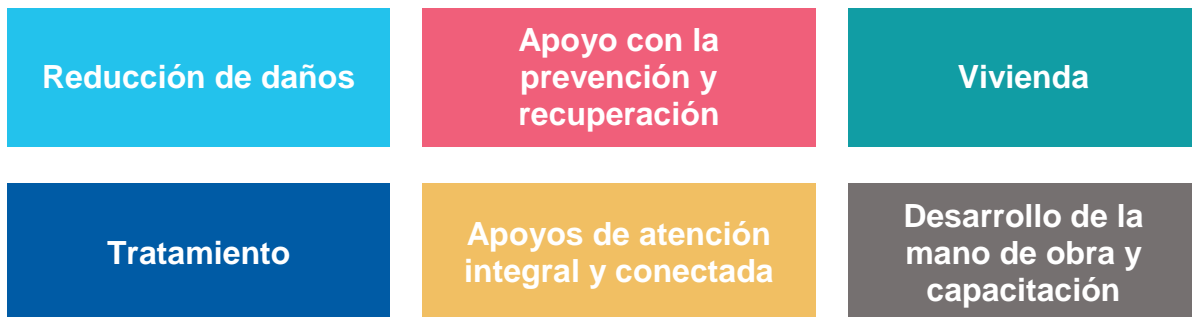 Reducción de daños
Apoyo con la
prevención y
recuperación
Vivienda
Tratamiento
Apoyos de atención
integral y conectada
Desarrollo de la
mano de obra y
capacitación